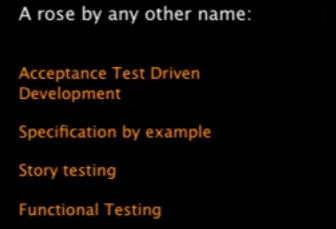 A rose by any other name:
Acceptance Test Driven
Development
Specification by example
Story testing
Functional Testing